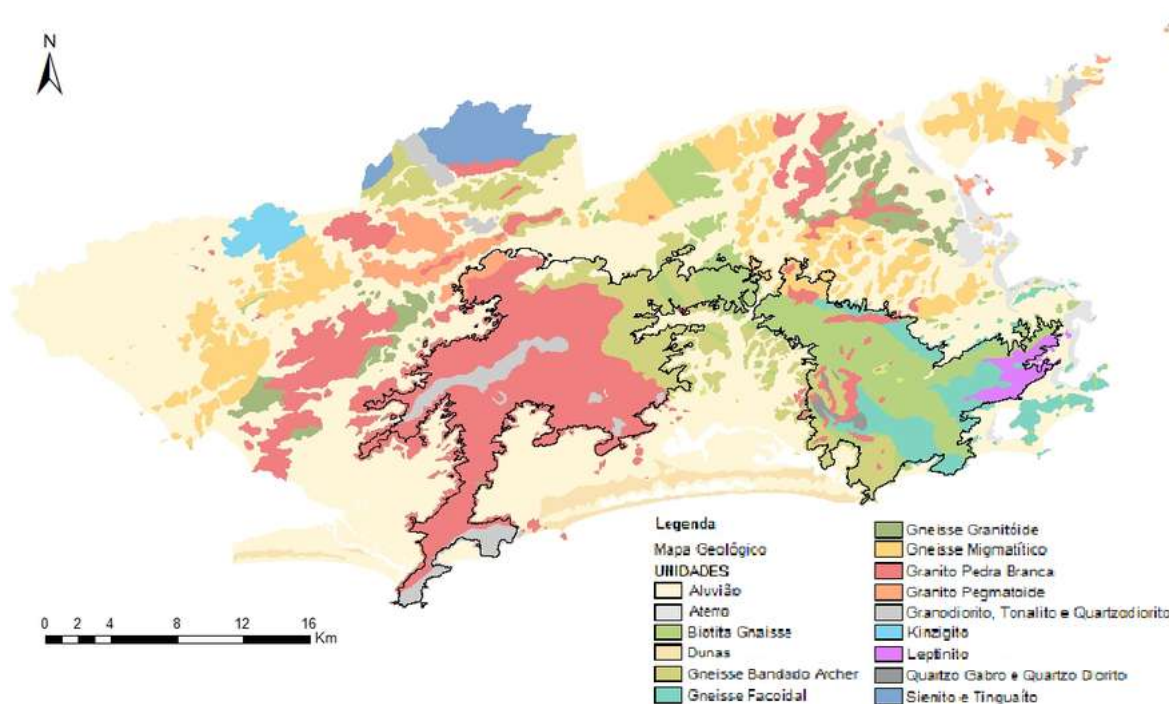 N
Legenda
Mapa Geológico
UNIDADES
Aluvião
Aterro
Biotita Gnaisse
Dunas
Gneisse Bandado Archer
Gneisse Facoidal
Gneisse Granitóide
Gneisse Migmatítico
Granito Pedra Branca
Granito Pegmatoide
Granodiorito, Tonalito e Quartzodiorito
Kinzigito
Leptinito
Quartzo Gabro e Quartzo Diorito
Sienito e Tinguaíto
0 2 4 8 12 16
Km